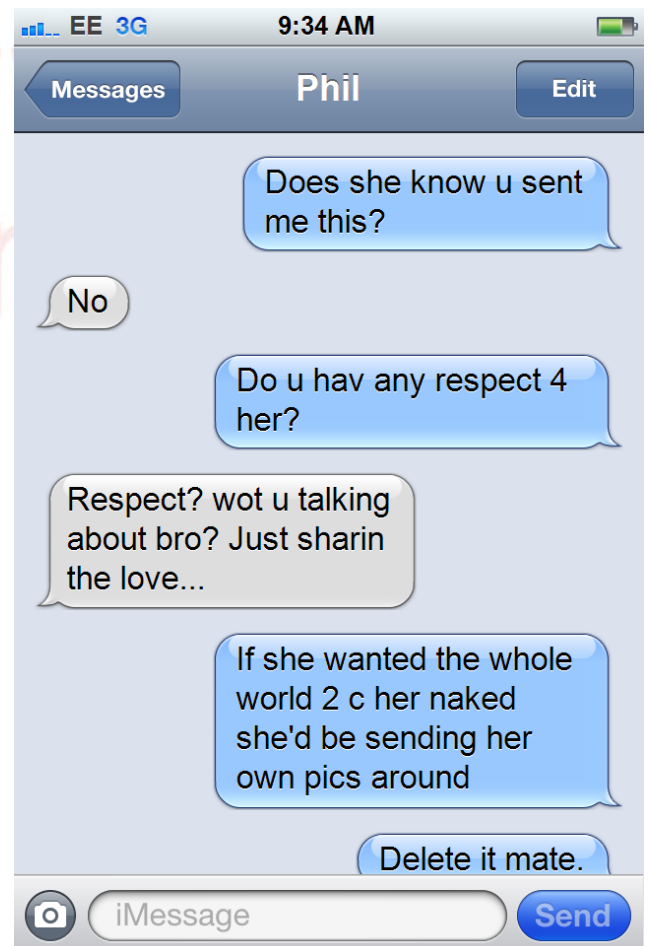 EE 3G 9:34 AM
Messages Phil Edit
Does she know u sent
me this?
No
Do u hav any respect 4
her?
Respect? wot u talking
about bro? Just sharin
the love...
If she wanted the whole
world 2 c her naked
she'd be sending her
own pics around
Delete it mate.
iMessage Send